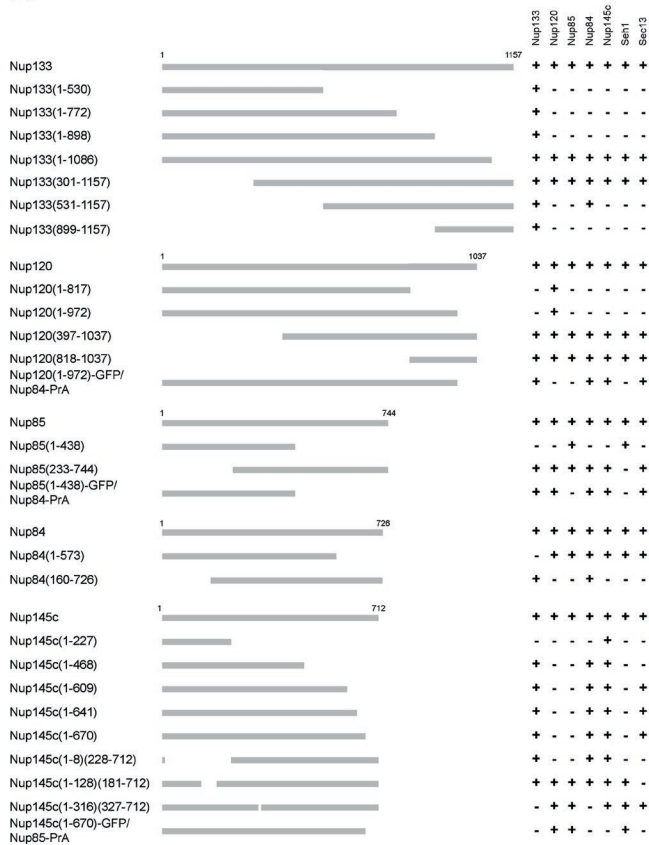 Nup133 Nup120 Nup85 Nup84 Nup145c Seh1 Sec13
1 1157
Nup133 + + + + + + +
Nup133(1-530) + - - - - - -
Nup133(1-772) + - - - - - -
Nup133(1-898) + - - - - - -
Nup133(1-1086) + + + + + + +
Nup133(301-1157) + + + + + + +
Nup133(531-1157) + - - + - - -
Nup133(899-1157) + - - - - - -
1 1037
Nup120 + + + + + + +
Nup120(1-817) - + - - - - -
Nup120(1-972) - + - - - - -
Nup120(397-1037) + + + + + + +
Nup120(818-1037) + + + + + + +
Nup120(1-972)-GFP/
Nup84-PrA + - - + + - +
1 744
Nup85 + + + + + + +
Nup85(1-438) - - + - - + -
Nup85(233-744) + + + + + - +
Nup85(1-438)-GFP/
Nup84-PrA + + - + + - +
1 726
Nup84 + + + + + + +
Nup84(1-573) - + + + + + +
Nup84(160-726) + - - + - - -
1 712
Nup145c + + + + + + +
Nup145c(1-227) - - - - + - -
Nup145c(1-468) + - - + + - -
Nup145c(1-609) + - - + + - +
Nup145c(1-641) + - - + + - +
Nup145c(1-670) + - - + + - +
Nup145c(1-8)(228-712) + - - + + - -
Nup145c(1-128)(181-712) + + + + + + -
Nup145c(1-316)(327-712) - + + - + + +
Nup145c(1-670)-GFP/
Nup85-PrA - + + - - + -